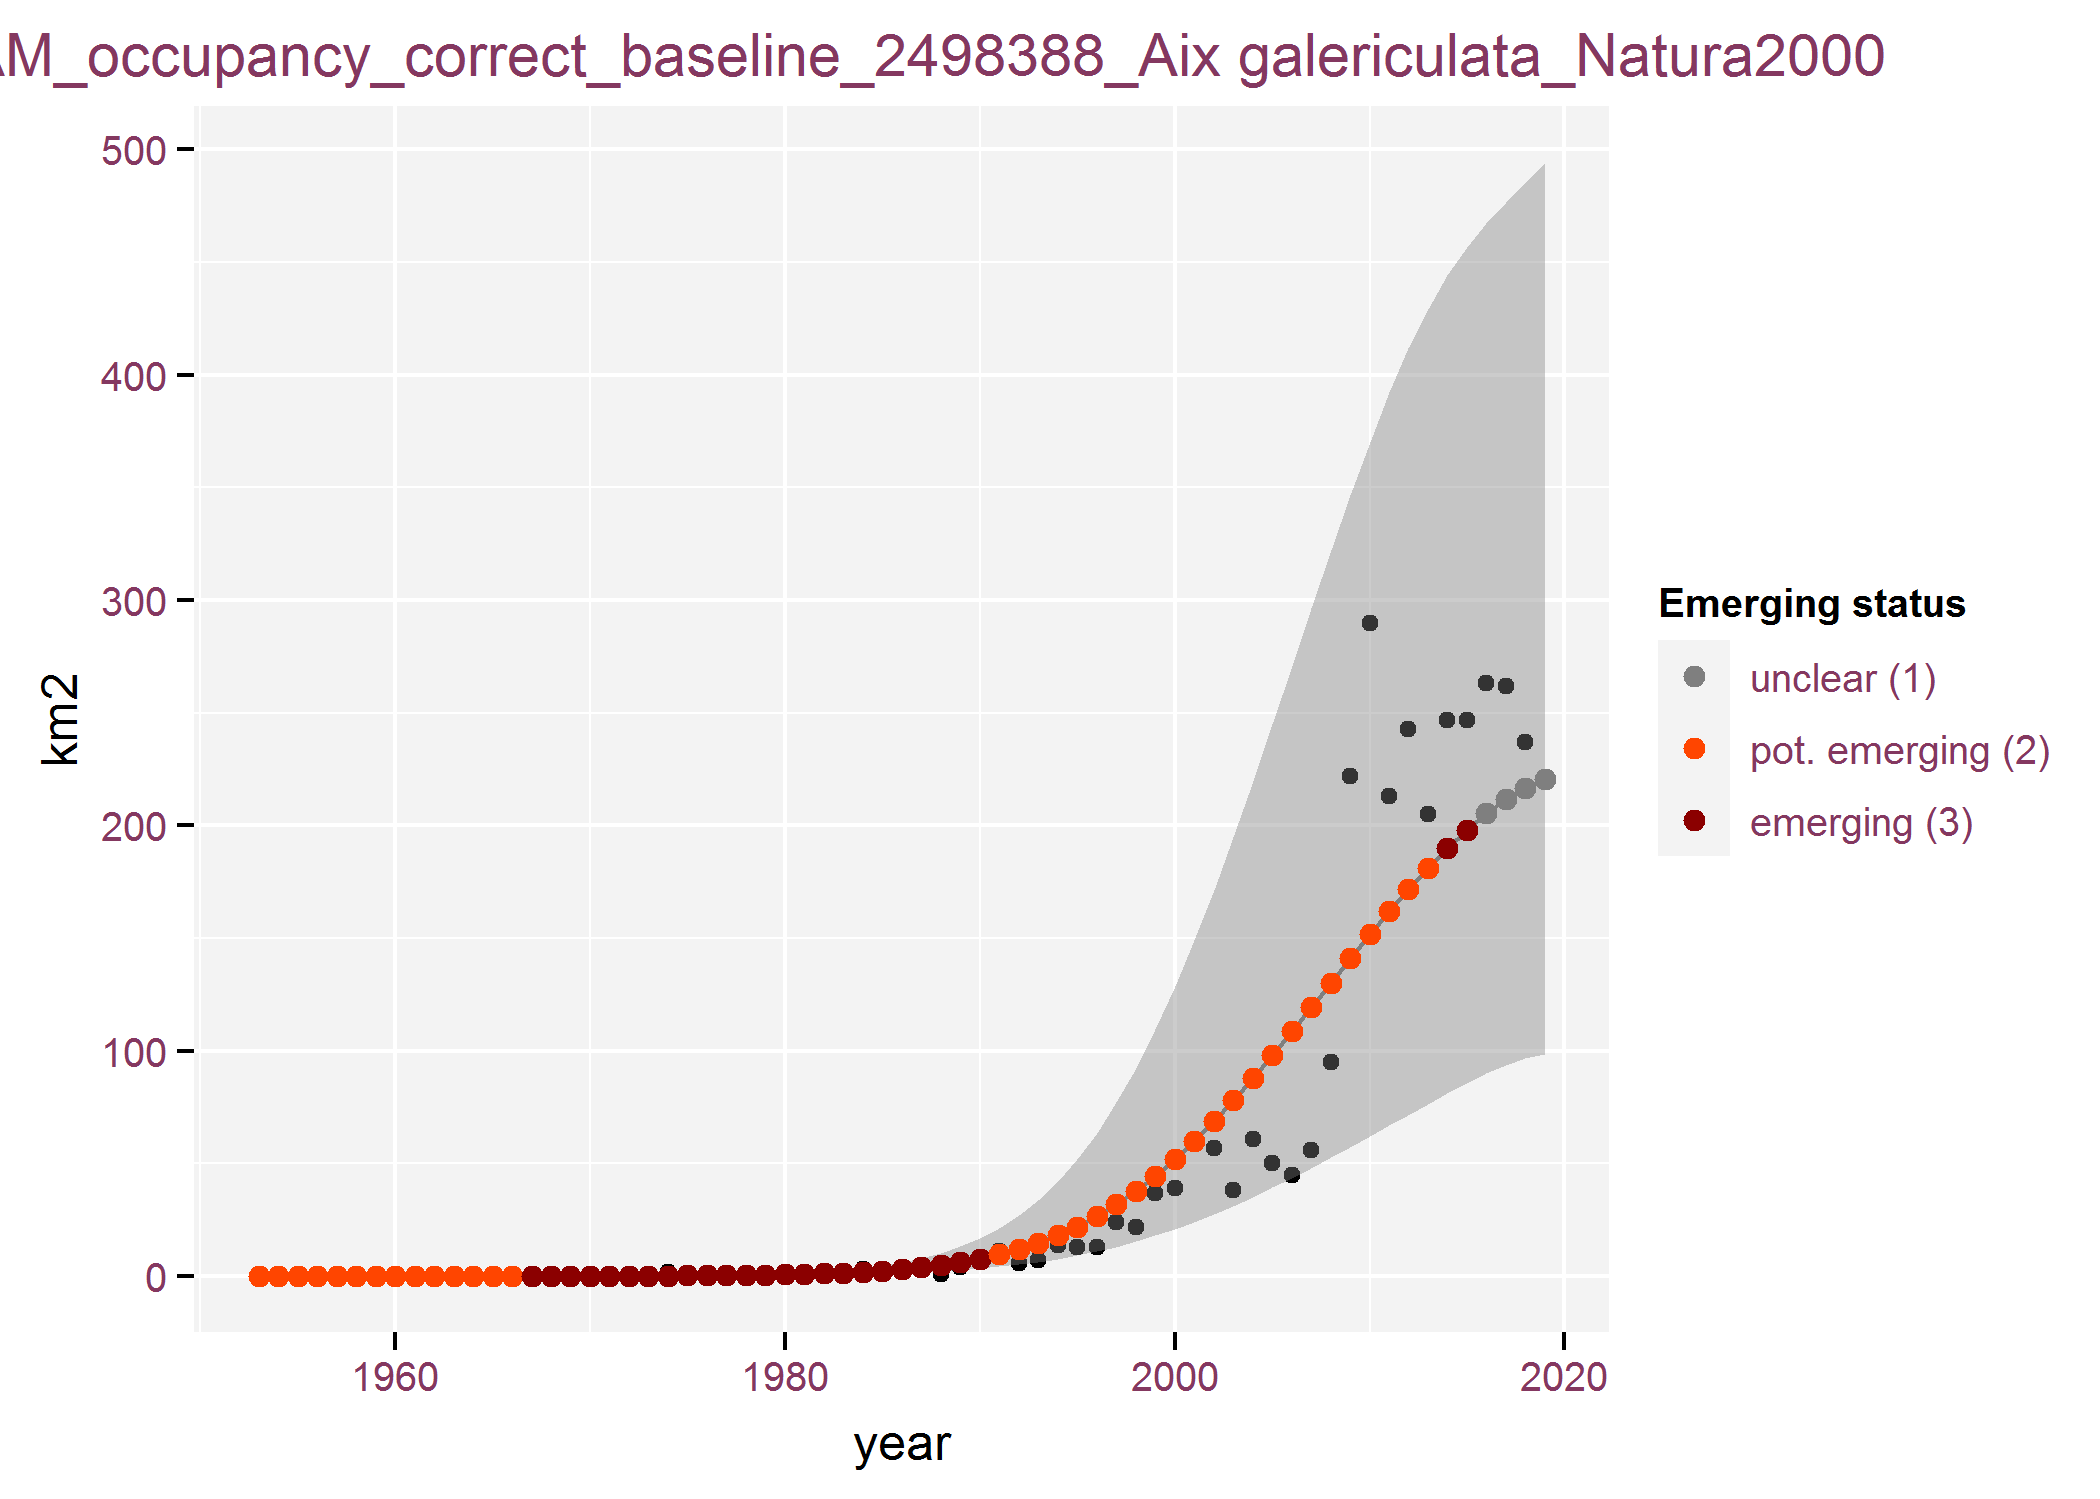 AM_occupancy_correct_baseline_2498388_Aix galericulata_Natura2000
500
400
300
200
100
0
km2
1960 1980 2000 2020
year
Emerging status
unclear (1)
pot. emerging (2)
emerging (3)